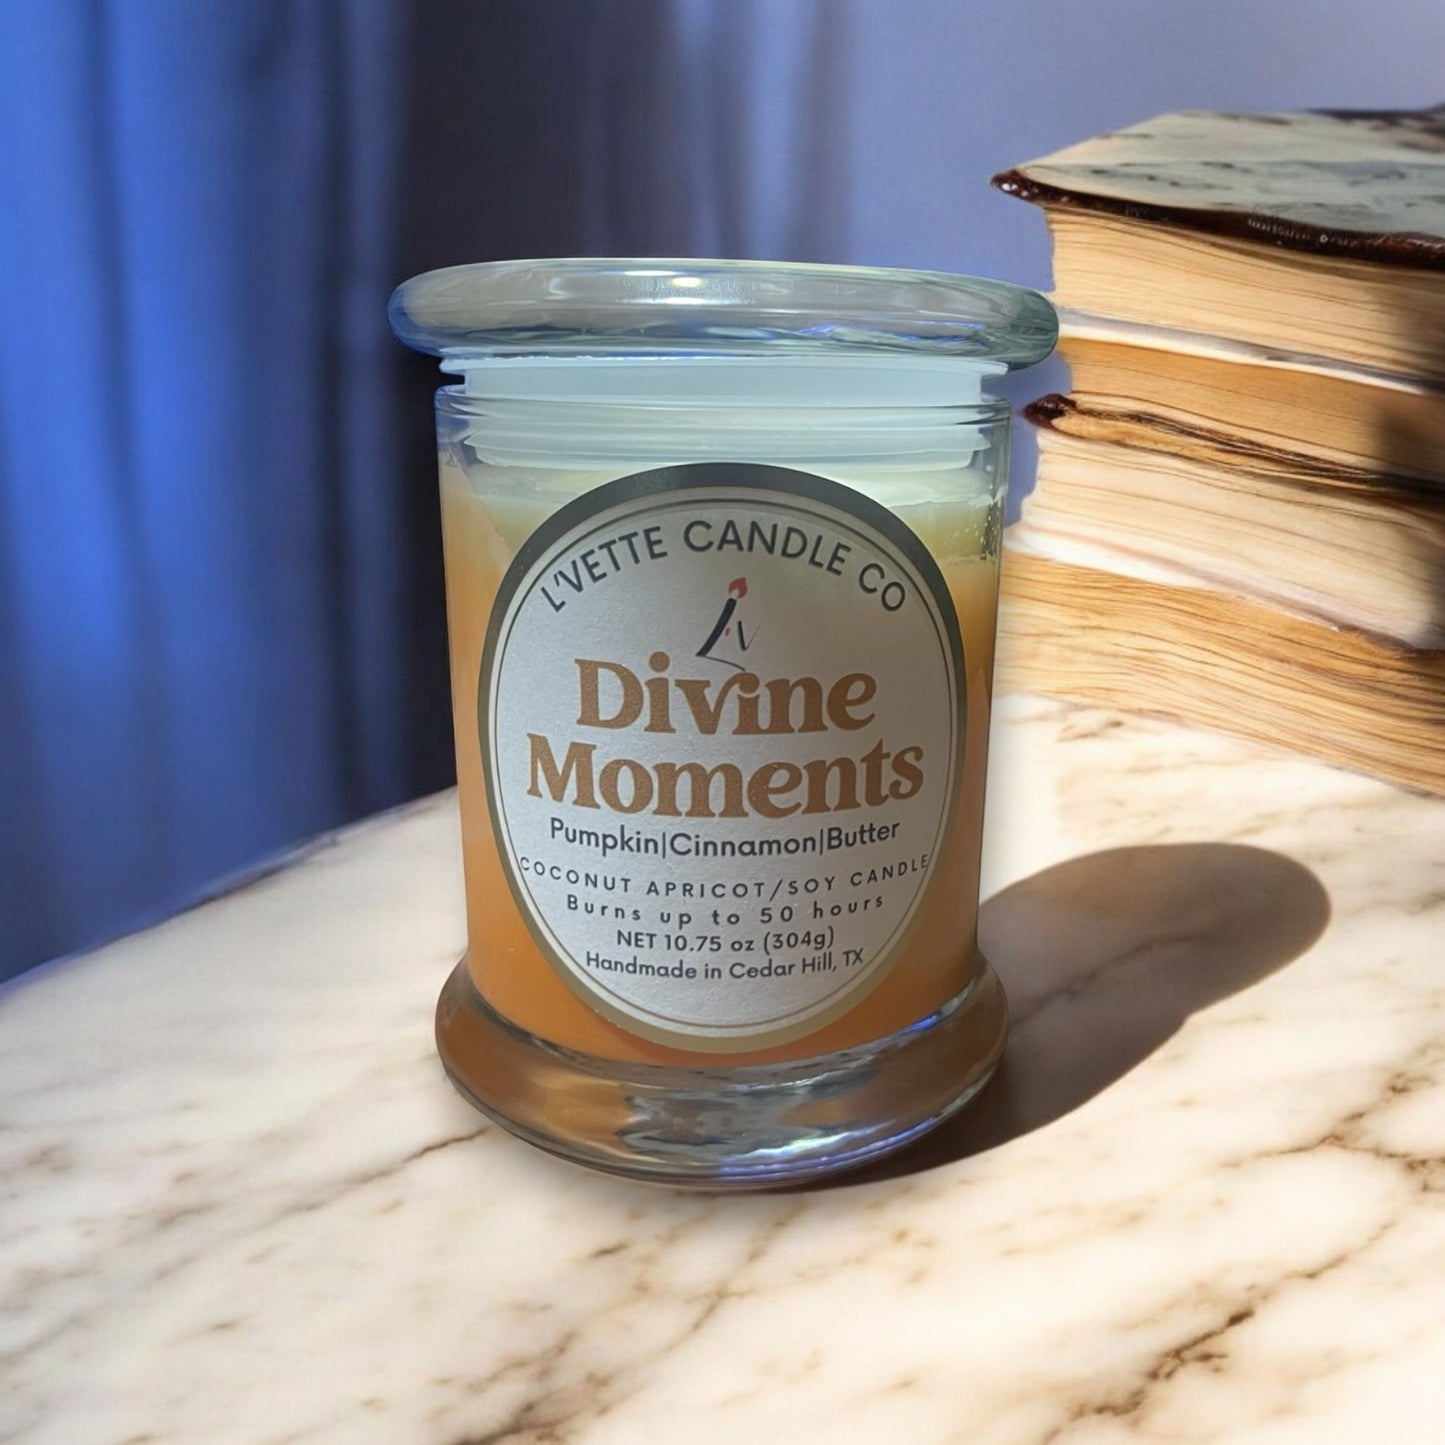 L'VETTE CANDLE CO
Divine
Moments
Pumpkin|Cinnamon|Butter
COCONUT APRICOT/SOY CANDLE
Burns up to 50 hours
NET 10.75 oz (304g)
Handmade in Cedar Hill, TX